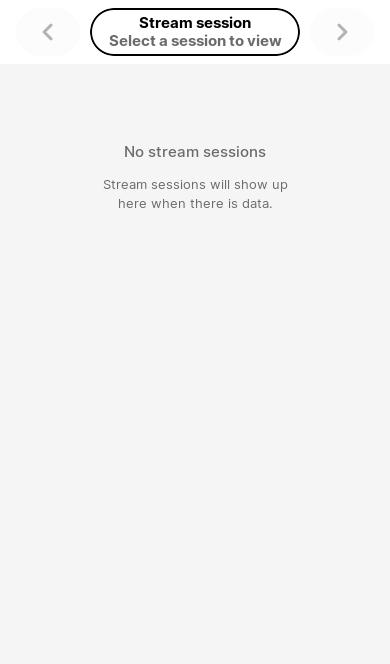 Stream session
Select a session to view
No stream sessions
Stream sessions will show up
here when there is data.